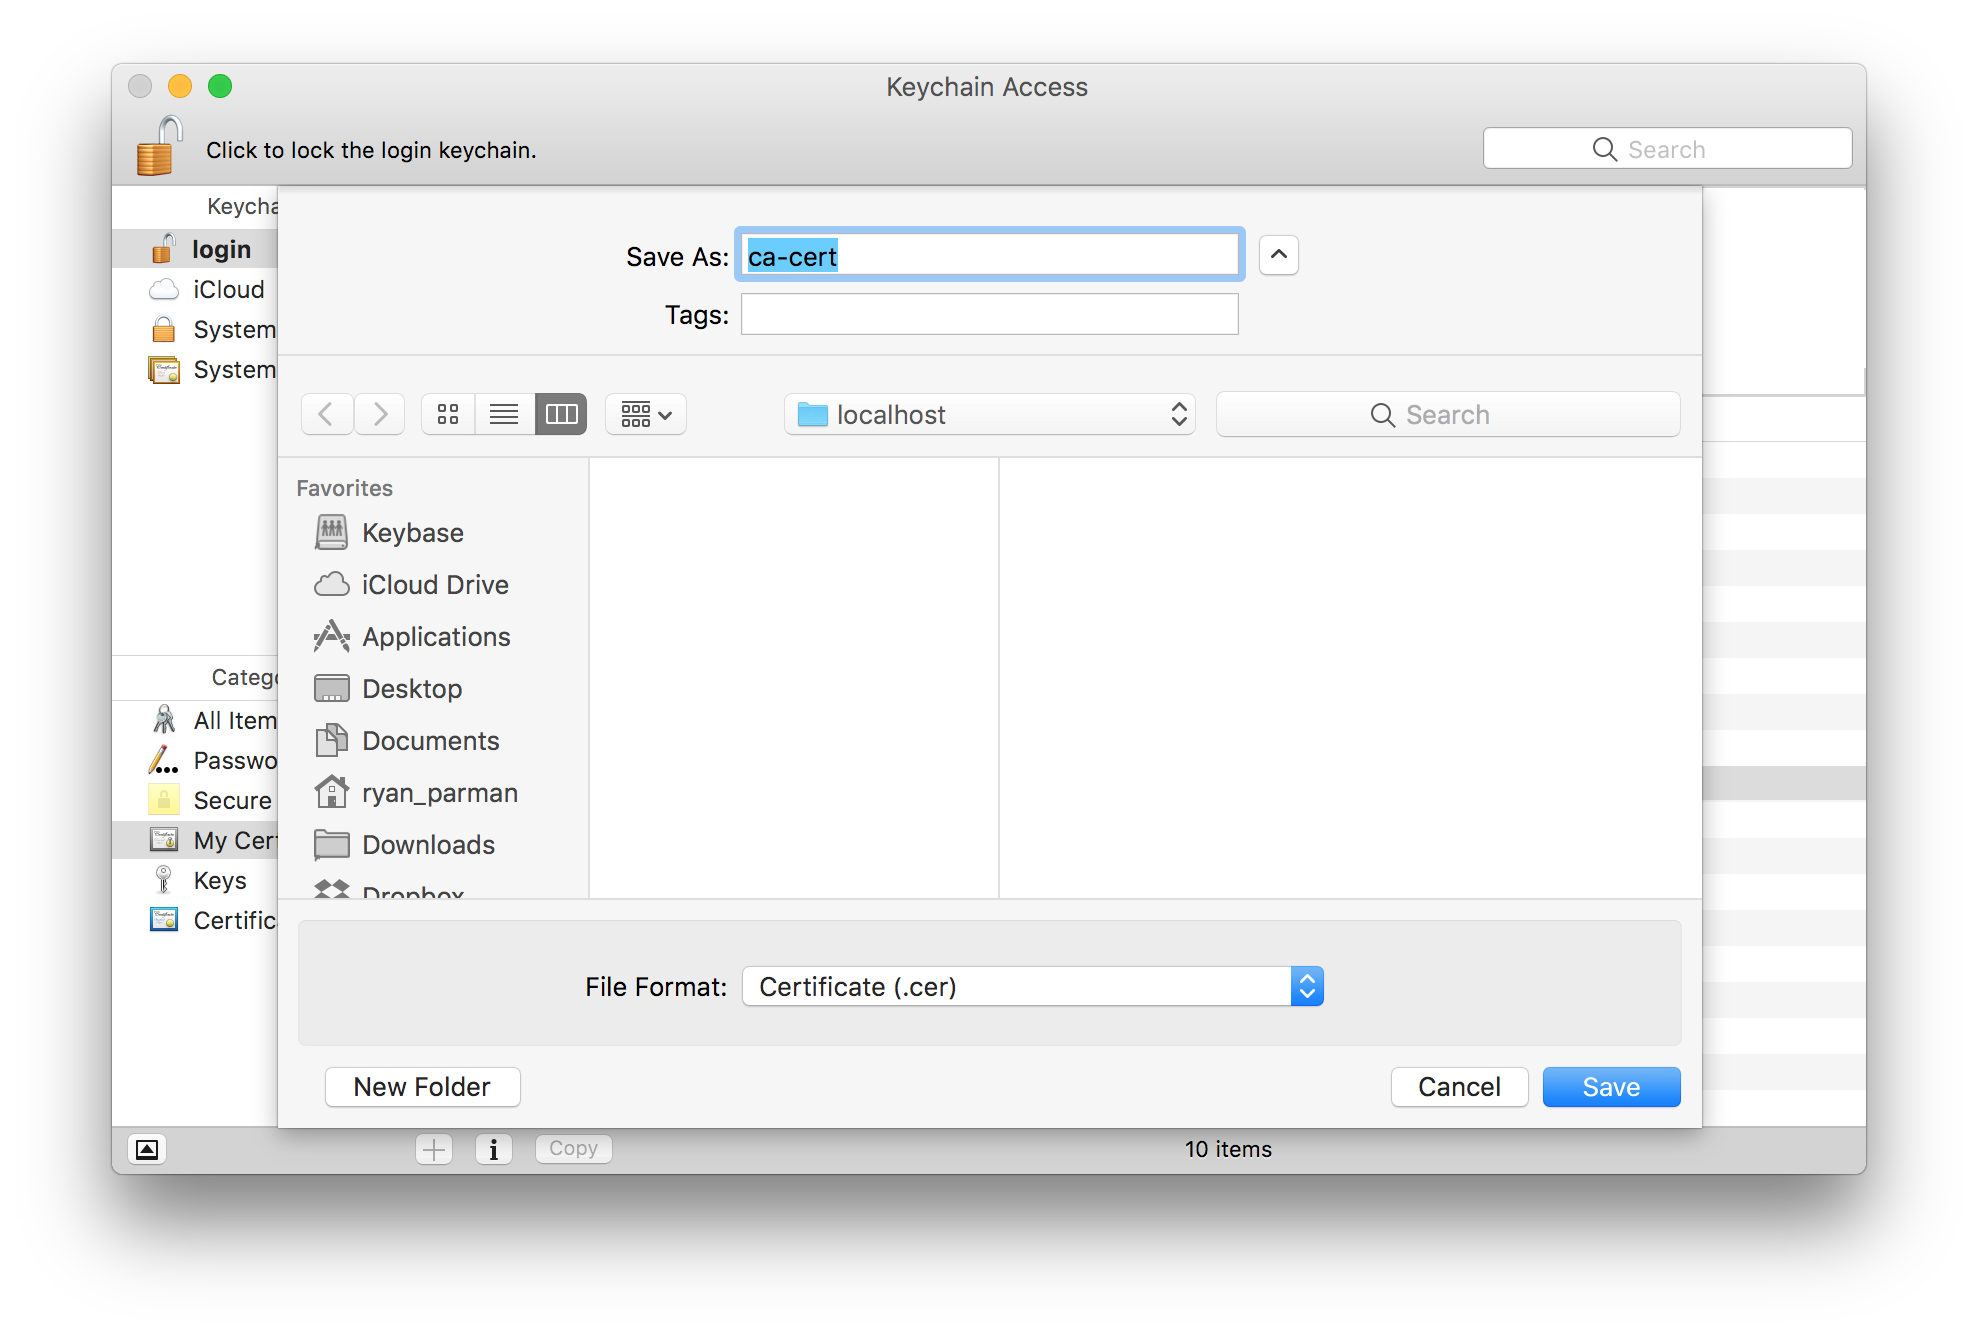 Keychain Access
Click to lock the login keychain.
Search
Keycha
login
iCloud
System
System
Save As: ca-cert
Tags:
localhost
Search
Favorites
Keybase
iCloud Drive
Applications
Desktop
Documents
ryan_parman
Downloads
Dropbox
Catego
All Item
Passwo
Secure
My Cert
Keys
Certific
File Format: Certificate (.cer)
New Folder
Cancel
Save
Copy
10 items